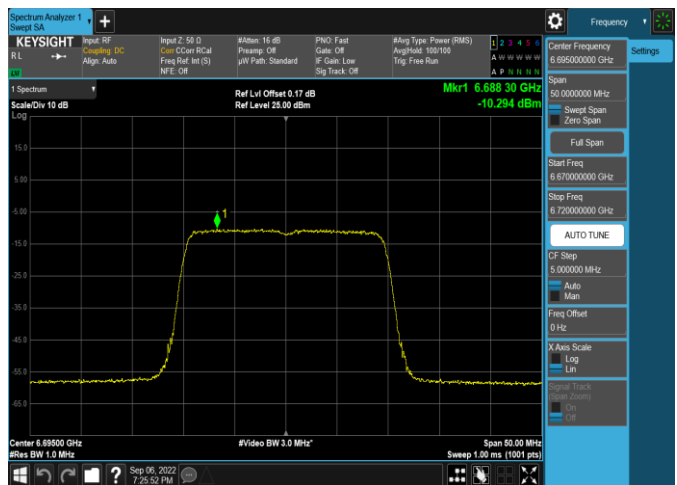 Spectrum Analyzer 1
Swept SA
+
Frequency
KEYSIGHT
RL
LV
Input: RF
Coupling: DC
Align: Auto
Input Z: 50 Ω
Corr CCorr RCal
Freq Ref: Int (S)
NFE: Off
#Atten: 16 dB
Preamp: Off
µW Path: Standard
PNO: Fast
Gate: Off
IF Gain: Low
Sig Track: Off
#Avg Type: Power (RMS)
Avg|Hold: 100/100
Trig: Free Run
1 2 3 4 5 6
A W W W W W
A P N N N N
Center Frequency
6.695000000 GHz
Settings
Span
50.0000000 MHz
Swept Span
Zero Span
Full Span
Start Freq
6.670000000 GHz
Stop Freq
6.720000000 GHz
AUTO TUNE
CF Step
5.000000 MHz
Auto
Man
Freq Offset
0 Hz
X Axis Scale
Log
Lin
Signal Track
(Span Zoom)
On
Off
1 Spectrum
Scale/Div 10 dB
Log
Ref Lvl Offset 0.17 dB
Ref Level 25.00 dBm
Mkr1 6.688 30 GHz
-10.294 dBm
15.0
5.00
-5.00
-15.0
-25.0
-35.0
-45.0
-55.0
-65.0
1
Center 6.69500 GHz
#Res BW 1.0 MHz
#Video BW 3.0 MHz*
Span 50.00 MHz
Sweep 1.00 ms (1001 pts)
?
Sep 06, 2022
7:25:52 PM